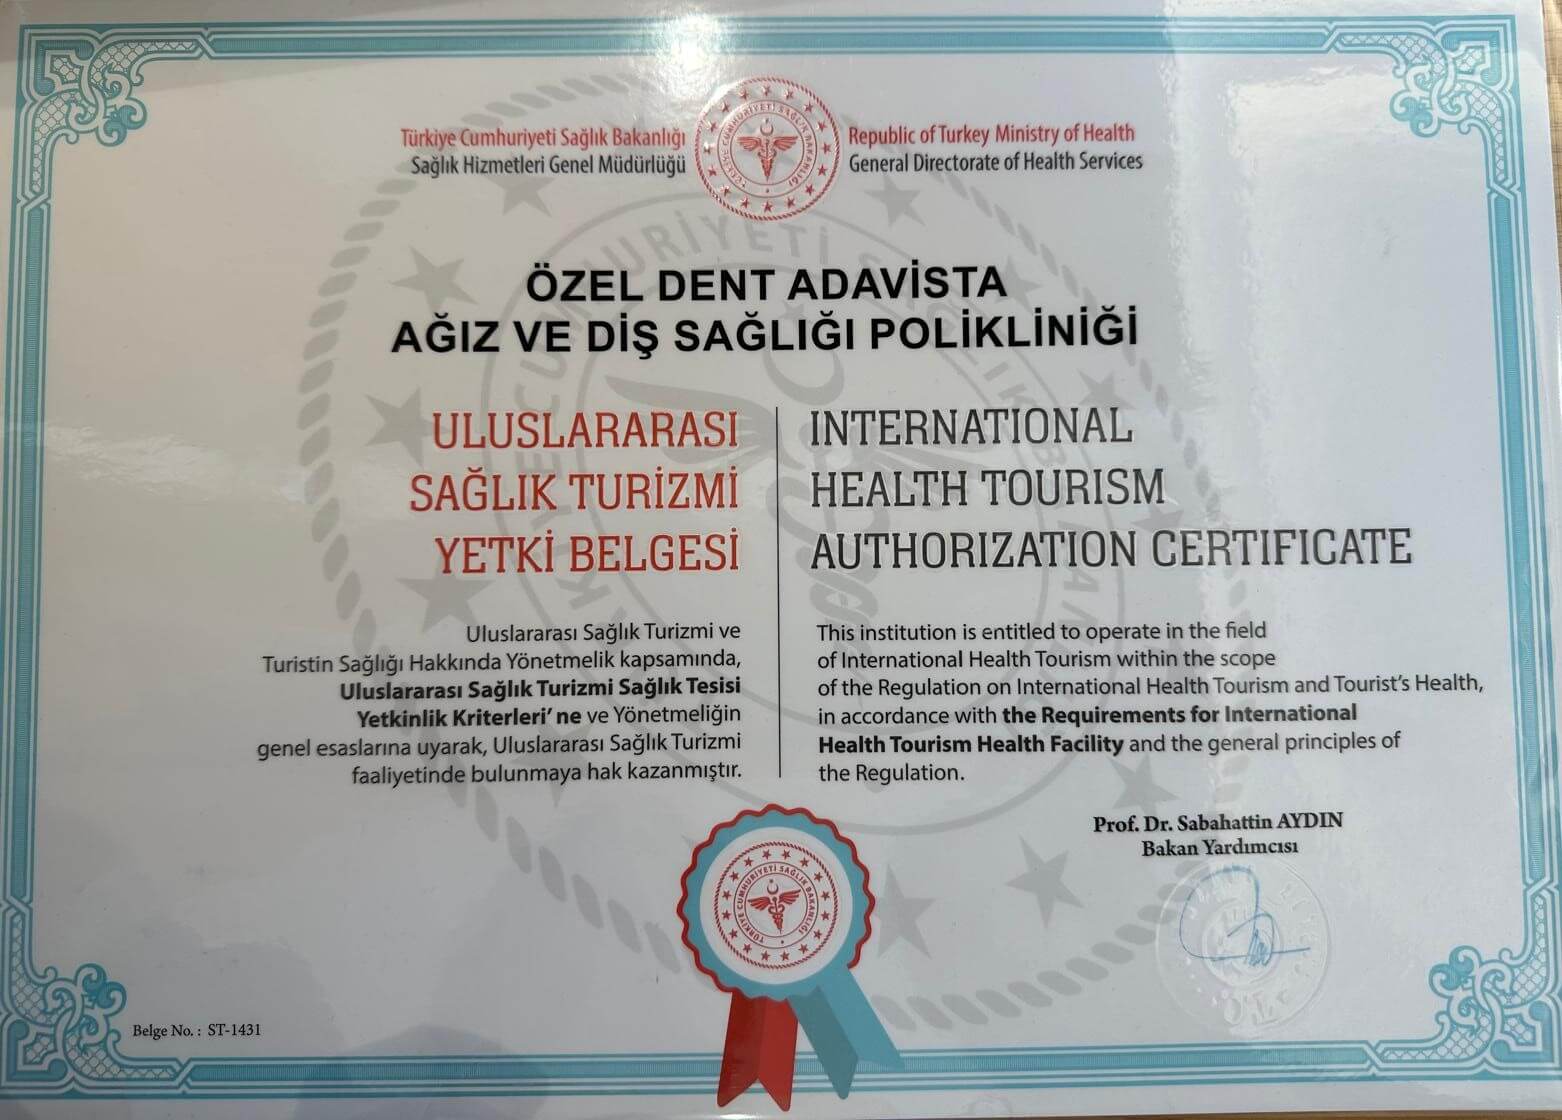 Türkiye Cumhuriyeti Sağlık Bakanlığı
Sağlık Hizmetleri Genel Müdürlüğü
Republic of Turkey Ministry of Health
General Directorate of Health Services
ÖZEL DENT ADAVİSTA
AĞIZ VE DİŞ SAĞLIĞI POLİKLİNİĞİ
ULUSLARARASI
SAĞLIK TURİZMİ
YETKİ BELGESİ
Uluslararası Sağlık Turizmi ve
Turistin Sağlığı Hakkında Yönetmelik kapsamında,
Uluslararası Sağlık Turizmi Sağlık Tesisi
Yetkinlik Kriterleri’ne ve Yönetmeliğin
genel esaslarına uyarak, Uluslararası Sağlık Turizmi
faaliyetinde bulunmaya hak kazanmıştır.
INTERNATIONAL
HEALTH TOURISM
AUTHORIZATION CERTIFICATE
This institution is entitled to operate in the field
of International Health Tourism within the scope
of the Regulation on International Health Tourism and Tourist’s Health,
in accordance with the Requirements for International
Health Tourism Health Facility and the general principles of
the Regulation.
Prof. Dr. Sabahattin AYDIN
Bakan Yardımcısı
TÜRKİYE CUMHURİYETİ SAĞLIK BAKANLIĞI
Belge No. : ST-1431